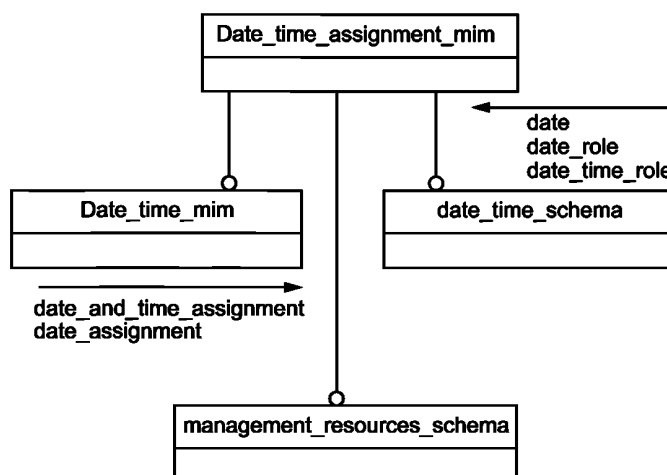 Date_time_assignment_mim
date
date_role
date_time_role
Date_time_mim
date_time_schema
date_and_time_assignment
date_assignment
management_resources_schema